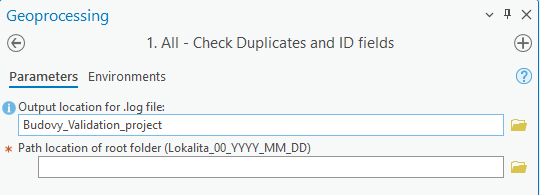 Geoprocessing
1. All - Check Duplicates and ID fields
Parameters Environments
Output location for .log file:
Budovy_Validation_project
* Path location of root folder (Lokalita_00_YYYY_MM_DD)